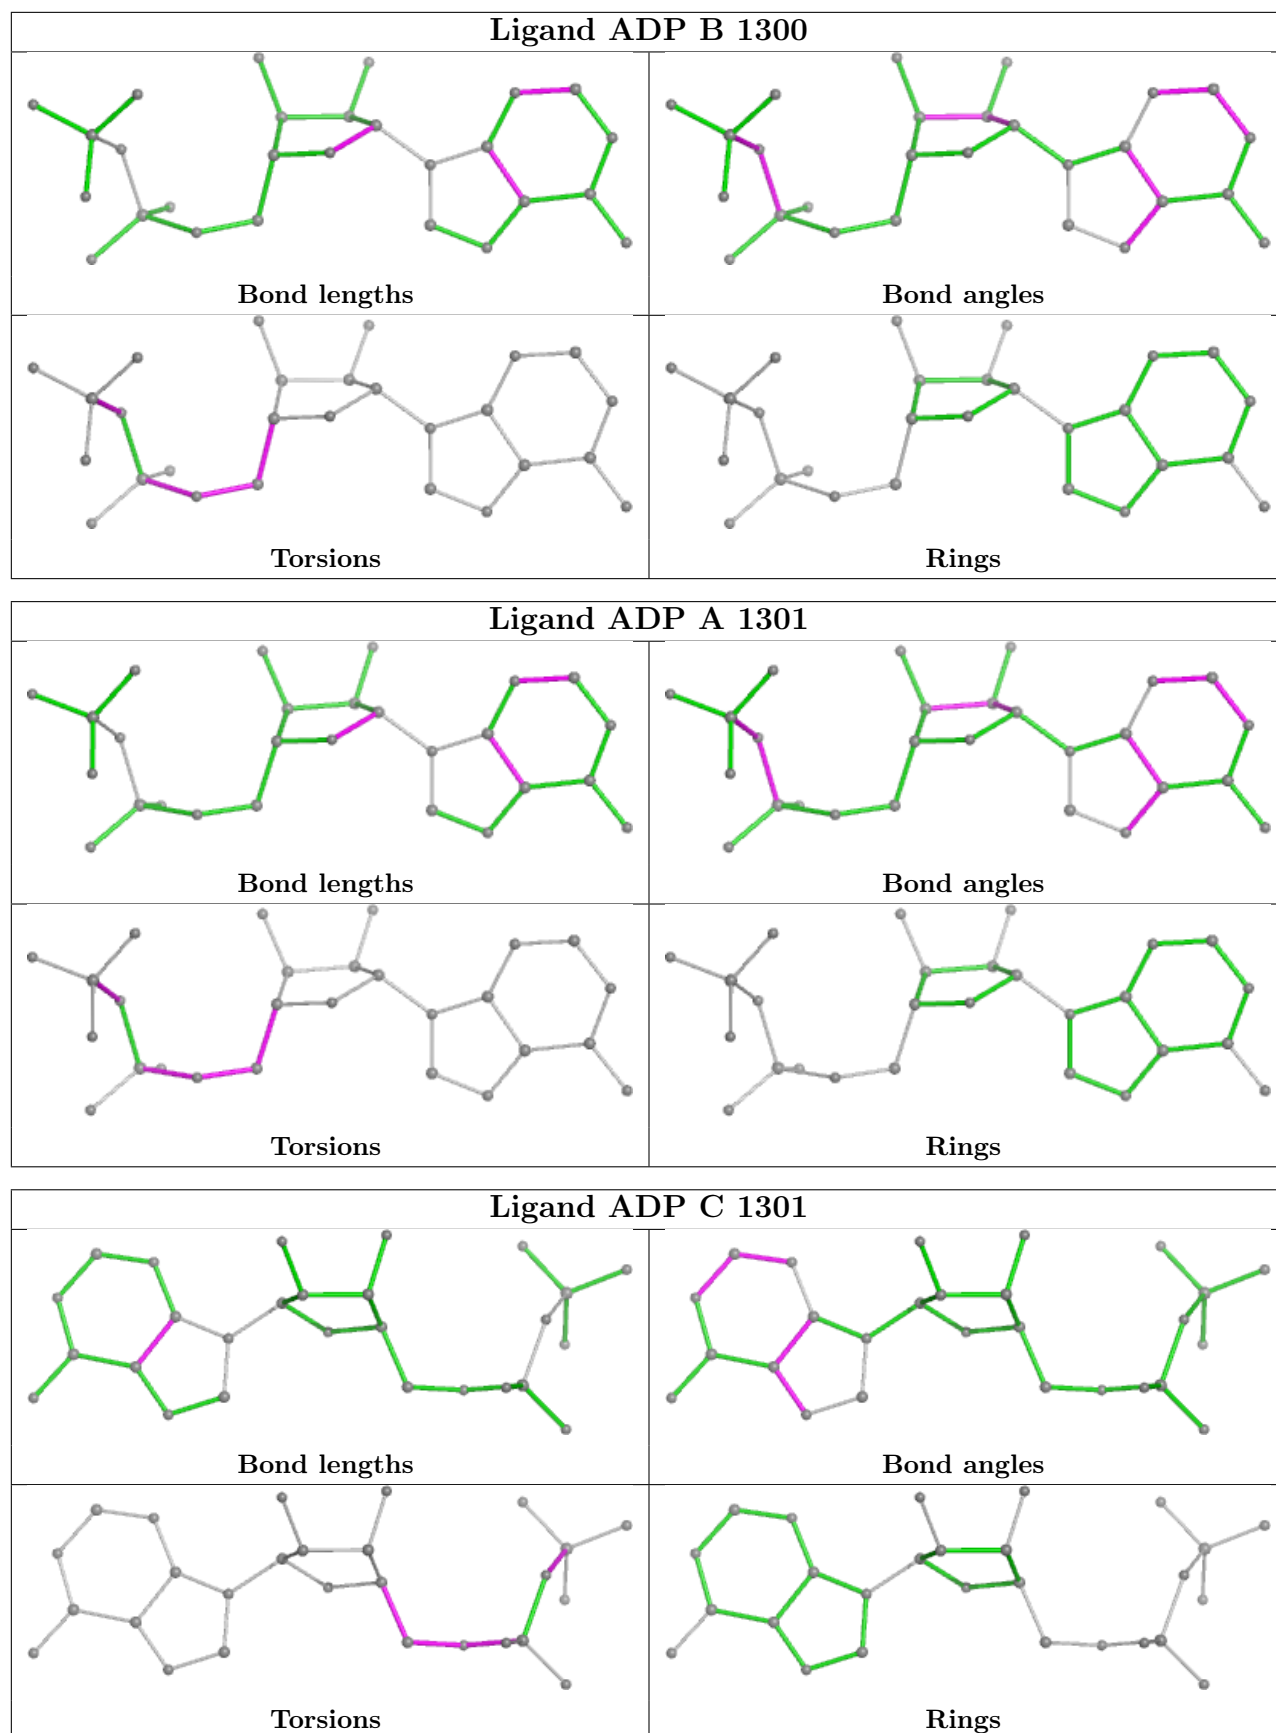 Ligand ADP B 1300
Bond lengths
Bond angles
Torsions
Rings
Ligand ADP A 1301
Bond lengths
Bond angles
Torsions
Rings
Ligand ADP C 1301
Bond lengths
Bond angles
Torsions
Rings